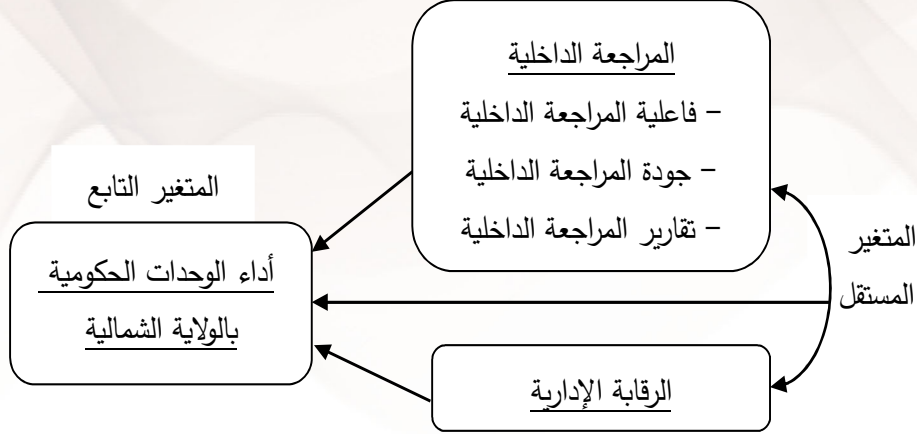 المراجعة الداخلية
– فاعلية المراجعة الداخلية
– جودة المراجعة الداخلية
– تقارير المراجعة الداخلية
المتغير
المستقل
المتغير التابع
أداء الوحدات الحكومية
بالولاية الشمالية
الرقابة الإدارية